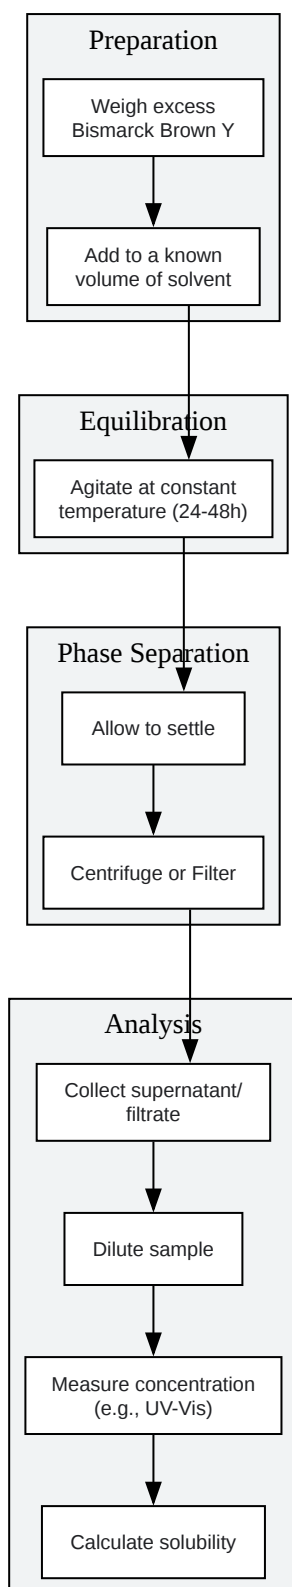 Preparation
Weigh excess
Bismarck Brown Y
Add to a known
volume of solvent
Equilibration
Agitate at constant
temperature (24-48h)
Phase Separation
Allow to settle
Centrifuge or Filter
Analysis
Collect supernatant/
filtrate
Dilute sample
Measure concentration
(e.g., UV-Vis)
Calculate solubility